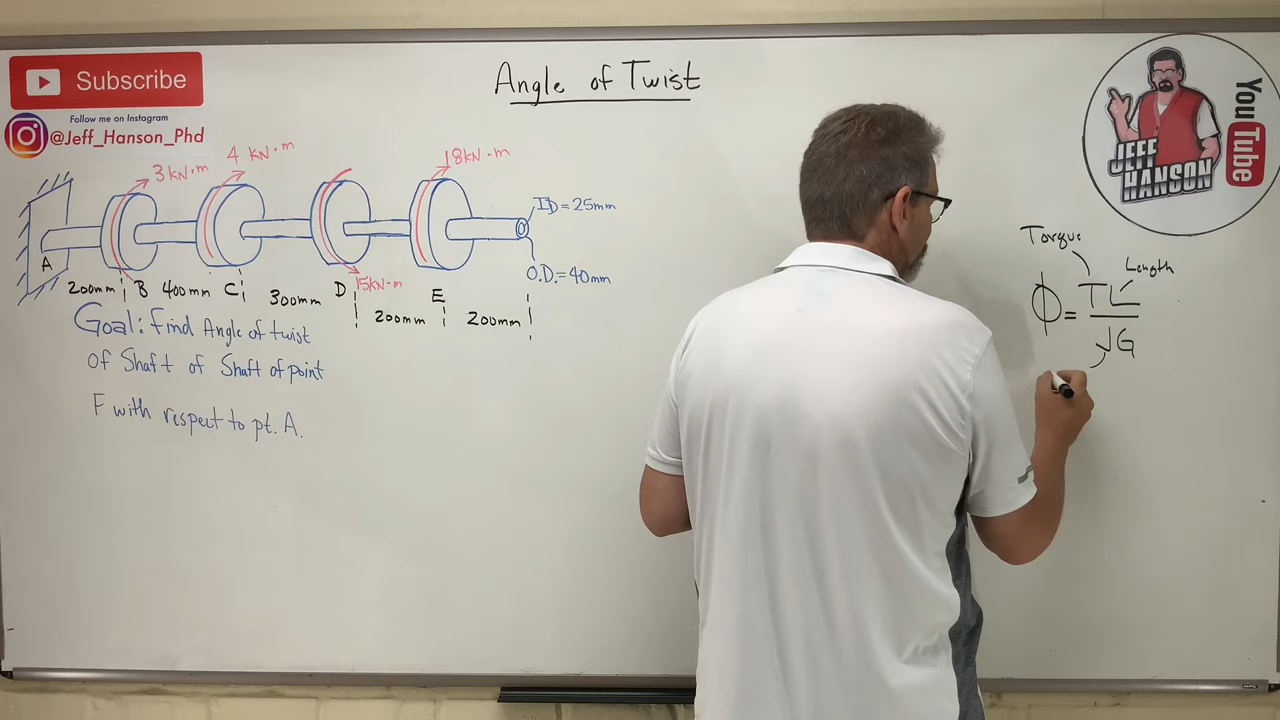 Subscribe
Follow me on Instagram
@Jeff_Hanson_Phd
Angle of Twist
3 kN·m
4 kN·m
18kN·m
ID=25mm
O.D.=40mm
15kN·m
A
200mm B 400mm C 300mm D 200mm E 200mm
Goal: find Angle of twist
of Shaft of Shaft of point
F with respect to pt. A.
JEFF
HANSON
YouTube
Torque
Length
Φ = TL
JG